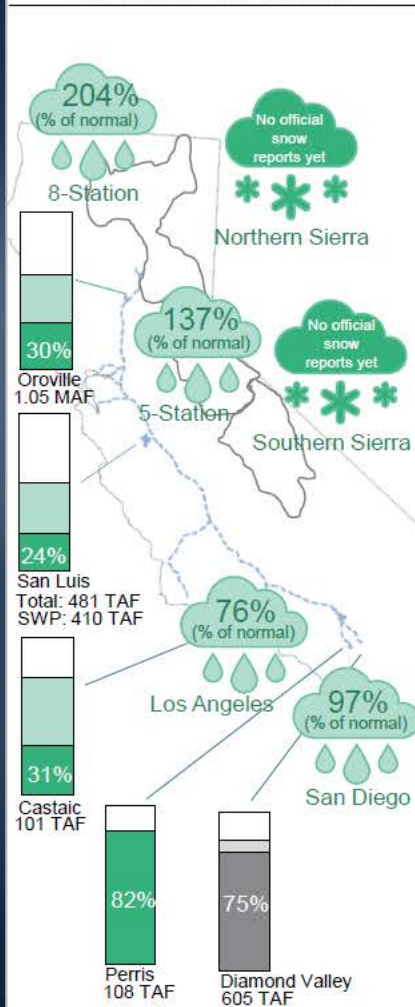 204%
(% of normal)
8-Station
No official
snow
reports yet
Northern Sierra
30%
Oroville
1.05 MAF
137%
(% of normal)
5-Station
No official
snow
reports yet
Southern Sierra
24%
San Luis
Total: 481 TAF
SWP: 410 TAF
76%
(% of normal)
Los Angeles
97%
(% of normal)
San Diego
31%
Castaic
101 TAF
82%
Perris
108 TAF
75%
Diamond Valley
605 TAF